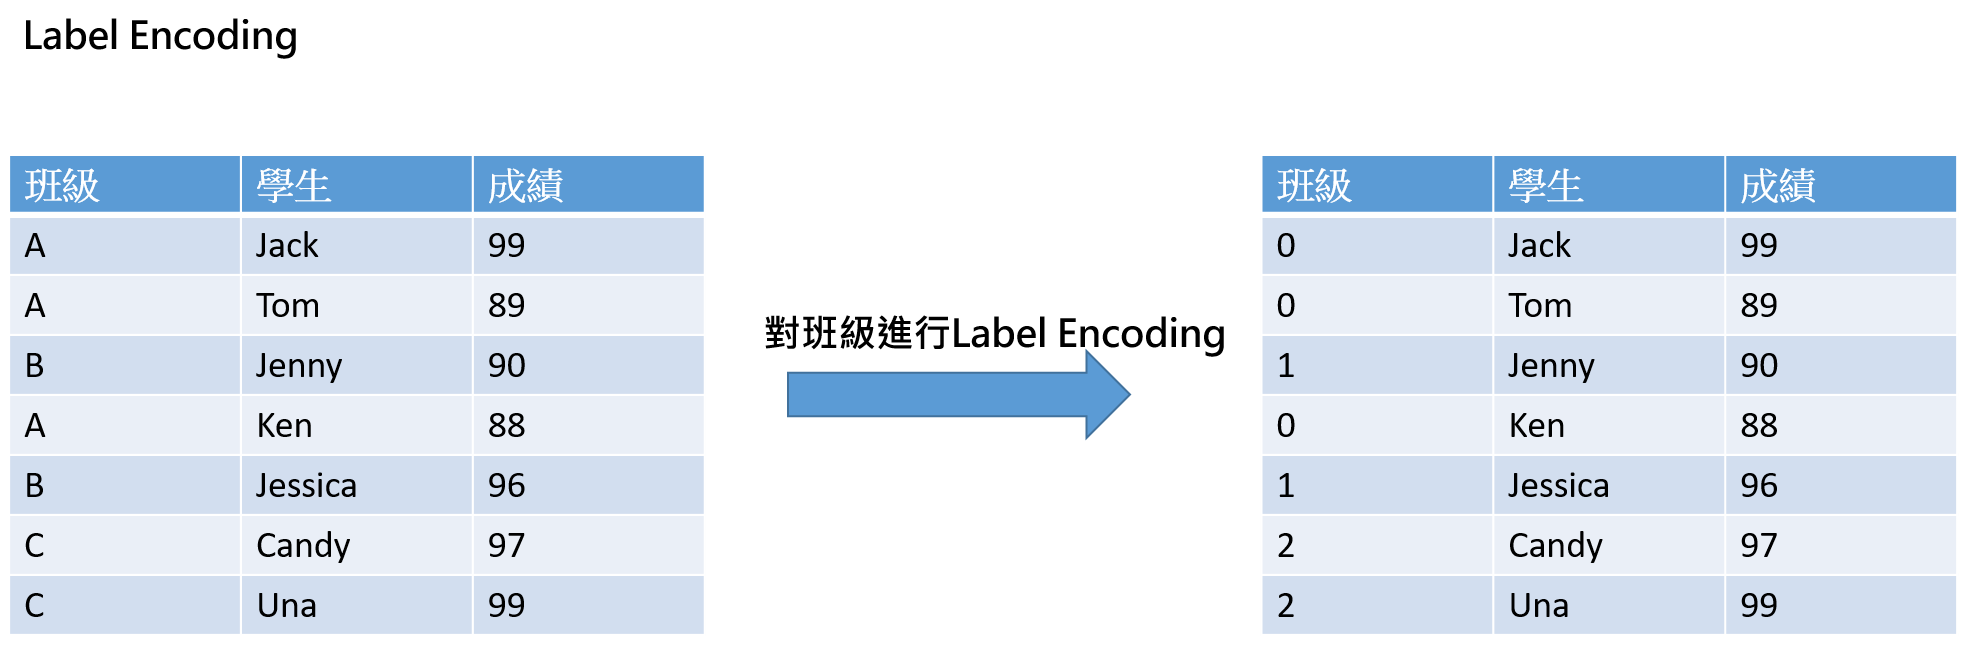 Label Encoding
班級 學生 成績
A Jack 99
A Tom 89
B Jenny 90
A Ken 88
B Jessica 96
C Candy 97
C Una 99
對班級進行Label Encoding
班級 學生 成績
0 Jack 99
0 Tom 89
1 Jenny 90
0 Ken 88
1 Jessica 96
2 Candy 97
2 Una 99